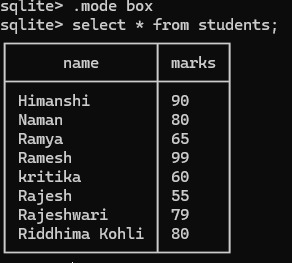 sqlite> .mode box
sqlite> select * from students;
name marks
Himanshi 90
Naman 80
Ramya 65
Ramesh 99
kritika 60
Rajesh 55
Rajeshwari 79
Riddhima Kohli 80